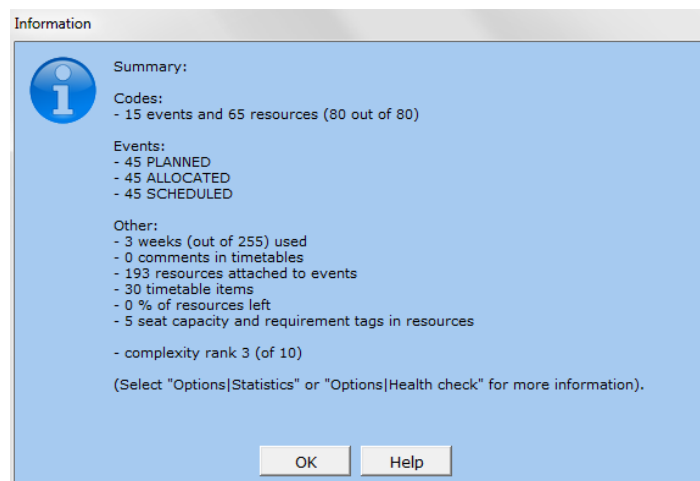 Information
Summary:
Codes:
- 15 events and 65 resources (80 out of 80)
Events:
- 45 PLANNED
- 45 ALLOCATED
- 45 SCHEDULED
Other:
- 3 weeks (out of 255) used
- 0 comments in timetables
- 193 resources attached to events
- 30 timetable items
- 0 % of resources left
- 5 seat capacity and requirement tags in resources
- complexity rank 3 (of 10)
(Select "Options|Statistics" or "Options|Health check" for more information).
OK Help